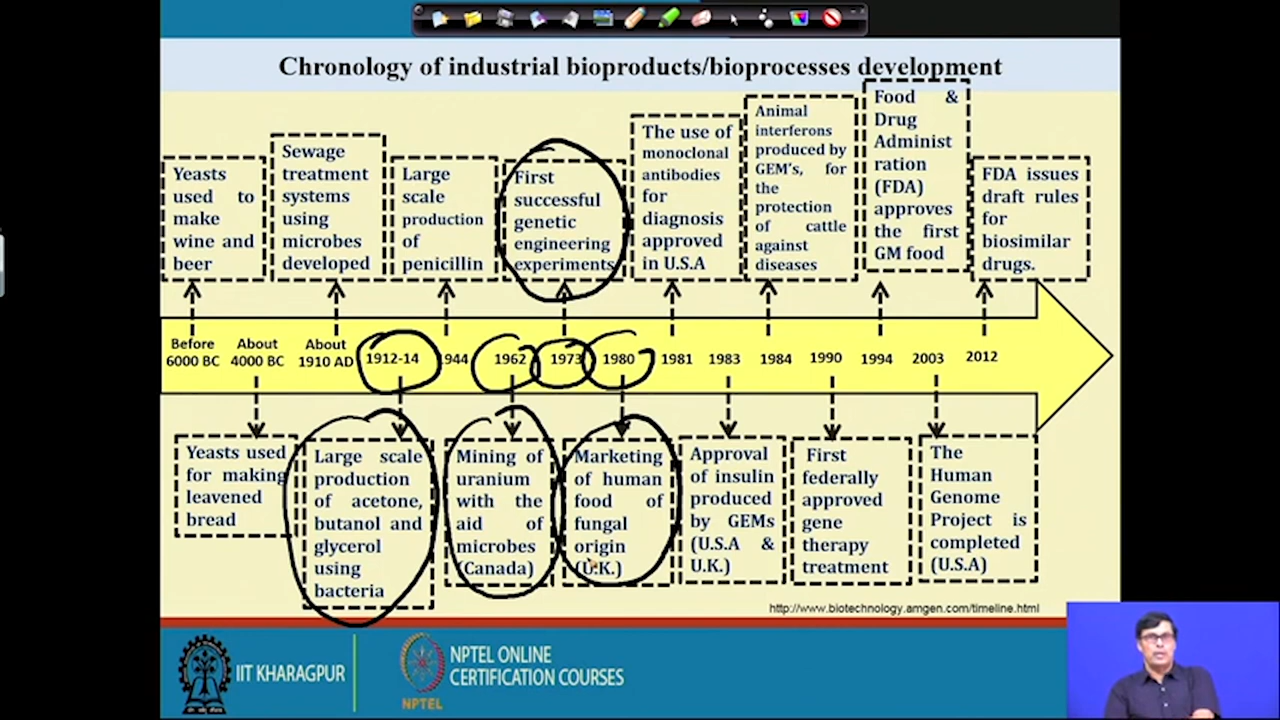 Chronology of industrial bioproducts/bioprocesses development
Yeasts
used to
make
wine and
beer
Sewage
treatment
systems
using
microbes
developed
Large
scale
production
of
penicillin
First
successful
genetic
engineering
experiments
The use of
monoclonal
antibodies
for
diagnosis
approved
in U.S.A
Animal
interferons
produced by
GEM's, for
the
protection
of cattle
against
diseases
Food &
Drug
Administ
ration
(FDA)
approves
the first
GM food
FDA issues
draft rules
for
biosimilar
drugs.
Before
6000 BC
About
4000 BC
About
1910 AD
1912-14
944
1962
1973
1980
1981
1983
1984
1990
1994
2003
2012
Yeasts used
for making
leavened
bread
Large scale
production
of acetone,
butanol and
glycerol
using
bacteria
Mining of
uranium
with the
aid of
microbes
(Canada)
Marketing
of human
food of
fungal
origin
(U.K.)
Approval
of insulin
produced
by GEMs
(U.S.A &
U.K.)
First
federally
approved
gene
therapy
treatment
The
Human
Genome
Project is
completed
(U.S.A)
http://www.biotechnology.amgen.com/timeline.html
IIT KHARAGPUR
NPTEL
NPTEL ONLINE
CERTIFICATION COURSES